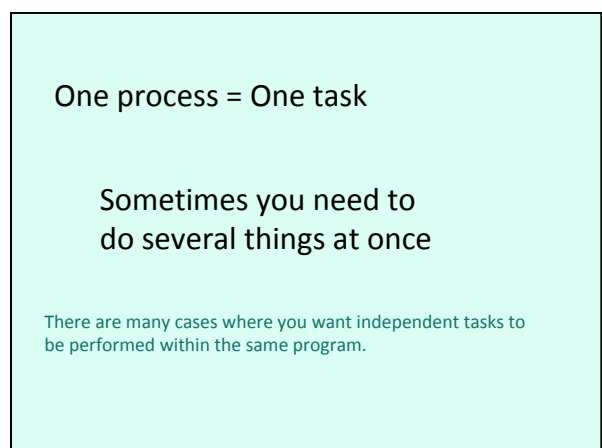 One process = One task
Sometimes you need to
do several things at once
There are many cases where you want independent tasks to
be performed within the same program.